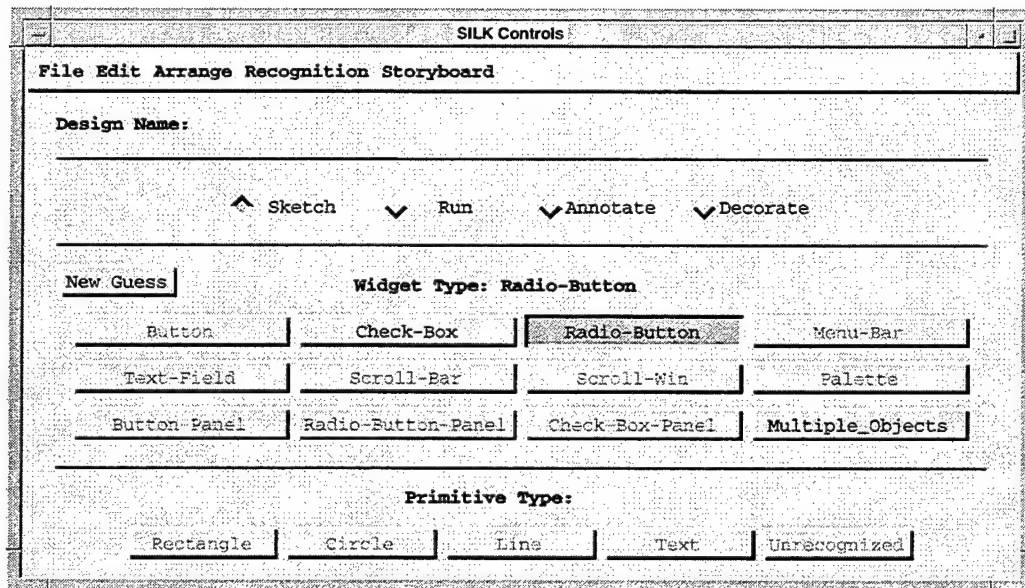 SILK Controls
File Edit Arrange Recognition Storyboard
Design Name:
Sketch Run Annotate Decorate
New Guess Widget Type: Radio-Button
Button Check-Box Radio-Button Menu-Bar
Text-Field Scroll-Bar Scroll-Win Palette
Button-Panel Radio-Button-Panel Check-Box-Panel Multiple_Objects
Primitive Type:
Rectangle Circle Line Text Unrecognized